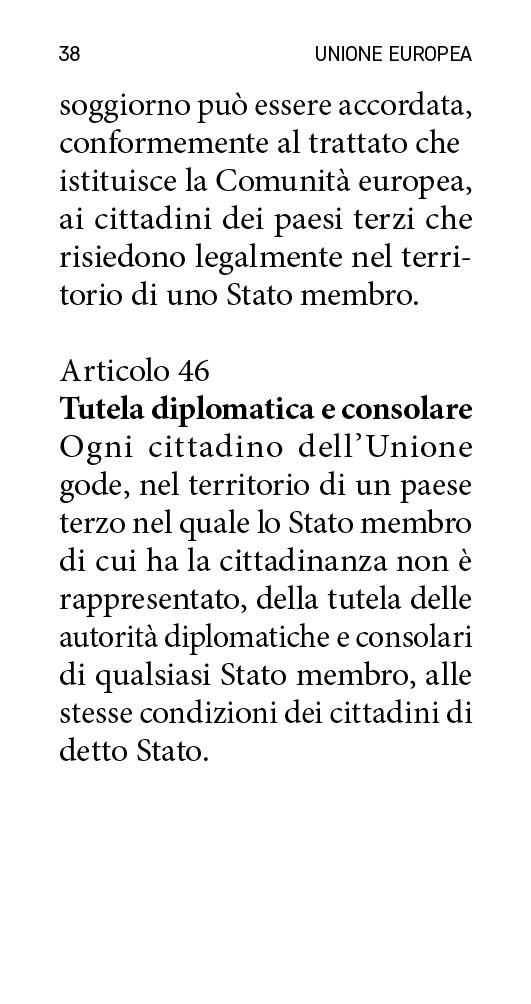 38 UNIONE EUROPEA
soggiorno può essere accordata,
conformemente al trattato che
istituisce la Comunità europea,
ai cittadini dei paesi terzi che
risiedono legalmente nel terri-
torio di uno Stato membro.
Articolo 46
Tutela diplomatica e consolare
Ogni cittadino dell’Unione
gode, nel territorio di un paese
terzo nel quale lo Stato membro
di cui ha la cittadinanza non è
rappresentato, della tutela delle
autorità diplomatiche e consolari
di qualsiasi Stato membro, alle
stesse condizioni dei cittadini di
detto Stato.